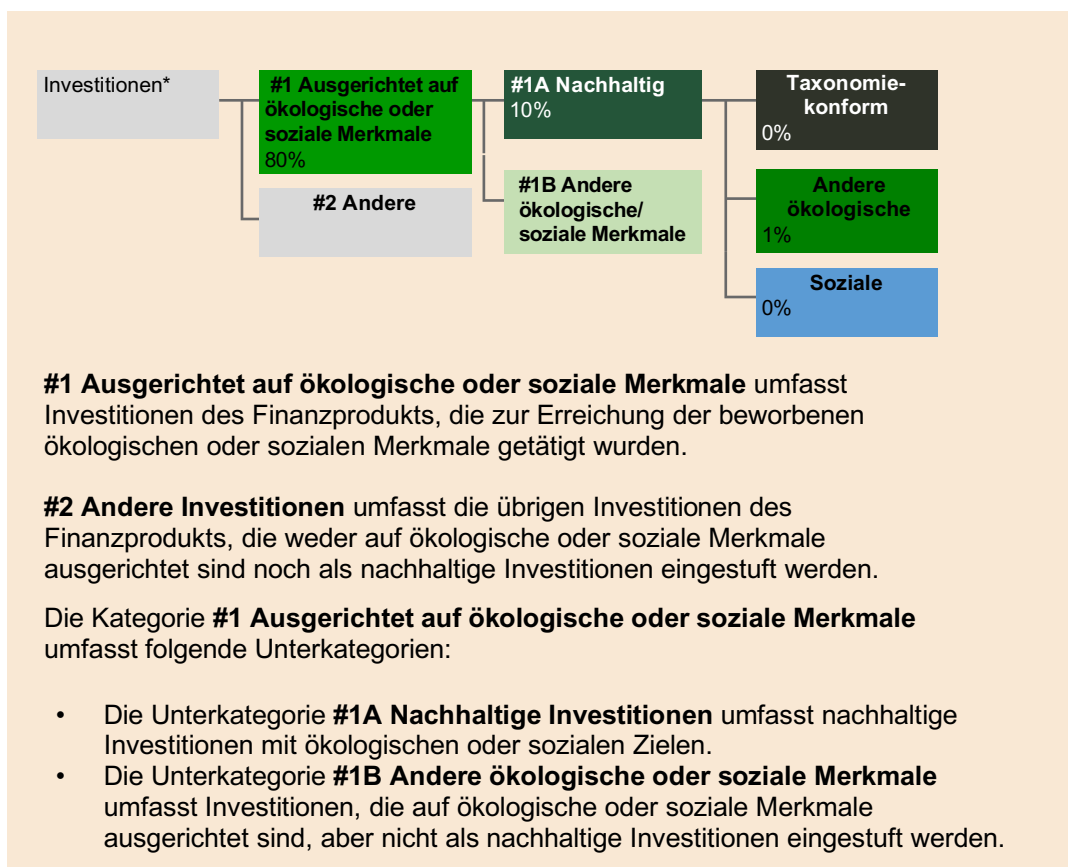 Investitionen*
#1 Ausgerichtet auf
ökologische oder
soziale Merkmale
80%
#2 Andere
#1A Nachhaltig
10%
#1B Andere
ökologische/
soziale Merkmale
Taxonomie-
konform
0%
Andere
ökologische
1%
Soziale
0%
#1 Ausgerichtet auf ökologische oder soziale Merkmale umfasst
Investitionen des Finanzprodukts, die zur Erreichung der beworbenen
ökologischen oder sozialen Merkmale getätigt wurden.
#2 Andere Investitionen umfasst die übrigen Investitionen des
Finanzprodukts, die weder auf ökologische oder soziale Merkmale
ausgerichtet sind noch als nachhaltige Investitionen eingestuft werden.
Die Kategorie #1 Ausgerichtet auf ökologische oder soziale Merkmale
umfasst folgende Unterkategorien:
• Die Unterkategorie #1A Nachhaltige Investitionen umfasst nachhaltige
Investitionen mit ökologischen oder sozialen Zielen.
• Die Unterkategorie #1B Andere ökologische oder soziale Merkmale
umfasst Investitionen, die auf ökologische oder soziale Merkmale
ausgerichtet sind, aber nicht als nachhaltige Investitionen eingestuft werden.